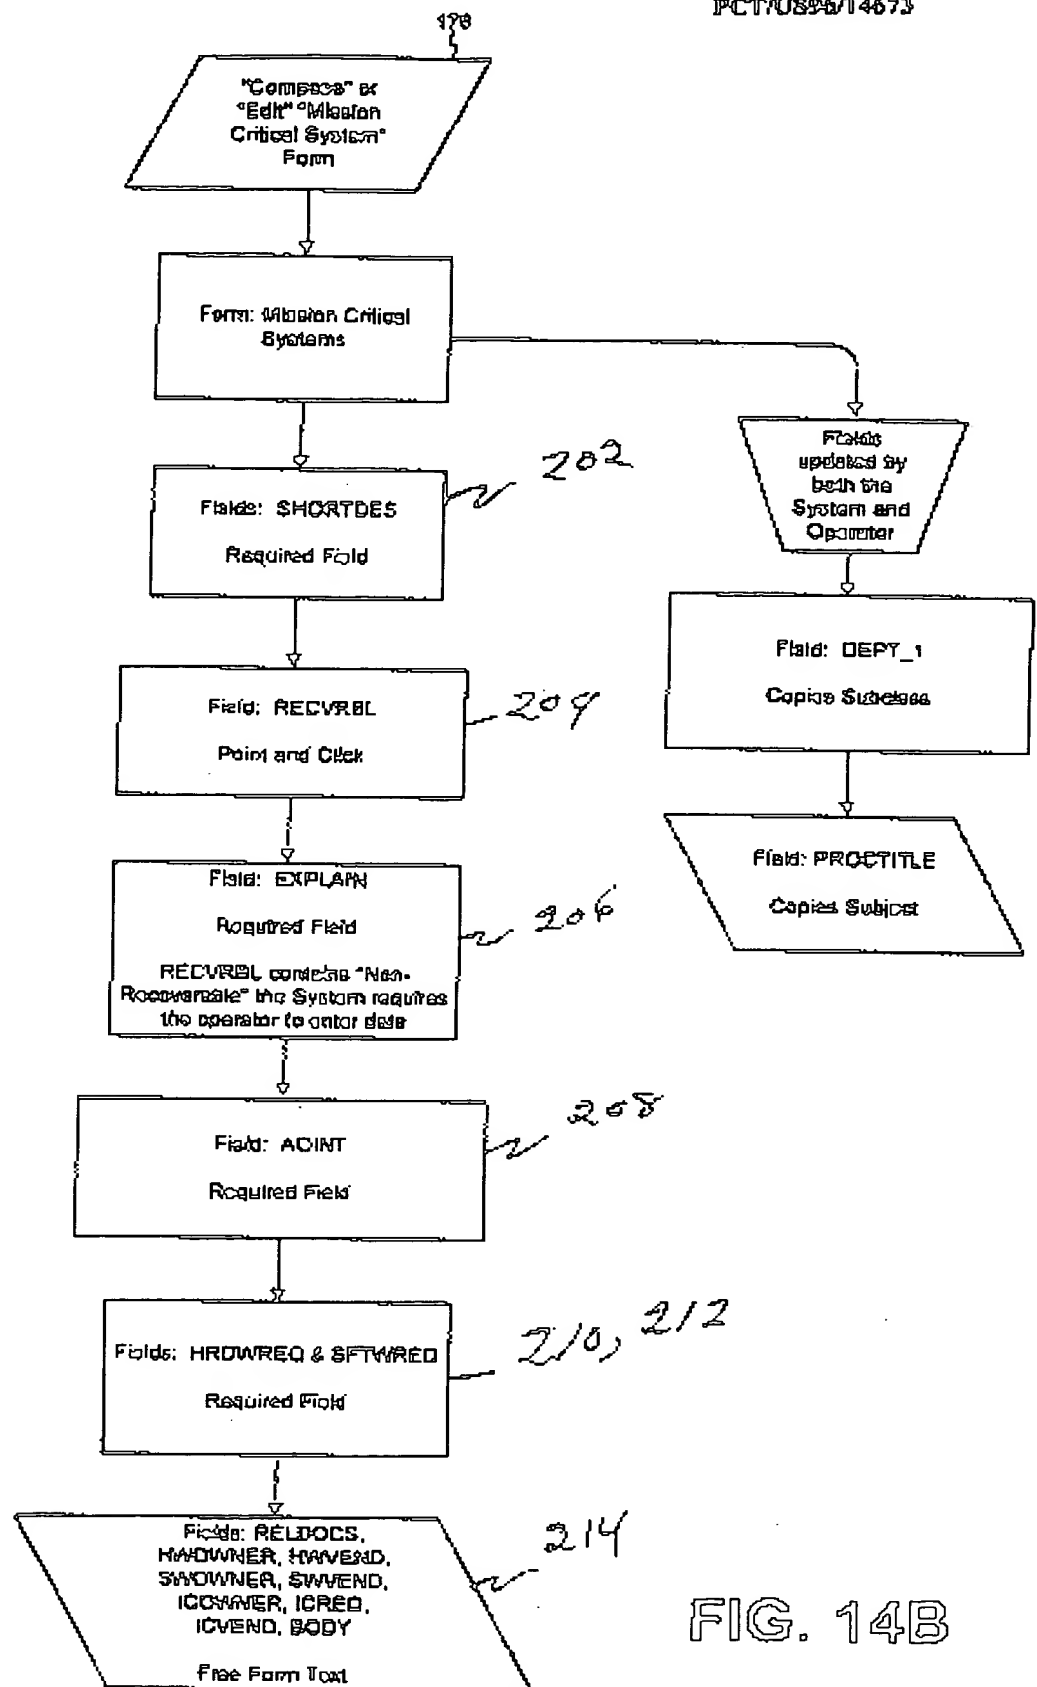 PCT/US96/14673
178
"Compose" or
"Edit" "Mission
Critical System"
Form
Form: Mission Critical
Systems
Fields
updated by
both the
System and
Operator
Fields: SHORTDES
Required Field
202
Field: DEPT_1
Copies Subclass
Field: RECVRBL
Point and Click
204
Field: PROCTITLE
Copies Subject
Field: EXPLAIN
Required Field
RECVRBL contains "Non-
Recoverable" the System requires
the operator to enter data
206
Field: ADINT
Required Field
208
Fields: HRDWREQ & SFTWREQ
Required Field
210, 212
Fields: RELDOCS,
HWOWNER, HWVEND,
SWOWNER, SWVEND,
ICOWNER, ICREQ,
ICVEND, BODY
Free Form Text
214
FIG. 14B